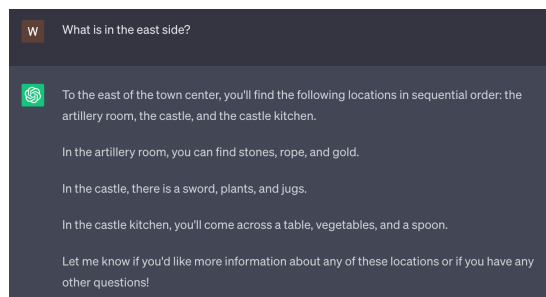 W
What is in the east side?
To the east of the town center, you'll find the following locations in sequential order: the
artillery room, the castle, and the castle kitchen.
In the artillery room, you can find stones, rope, and gold.
In the castle, there is a sword, plants, and jugs.
In the castle kitchen, you'll come across a table, vegetables, and a spoon.
Let me know if you'd like more information about any of these locations or if you have any
other questions!